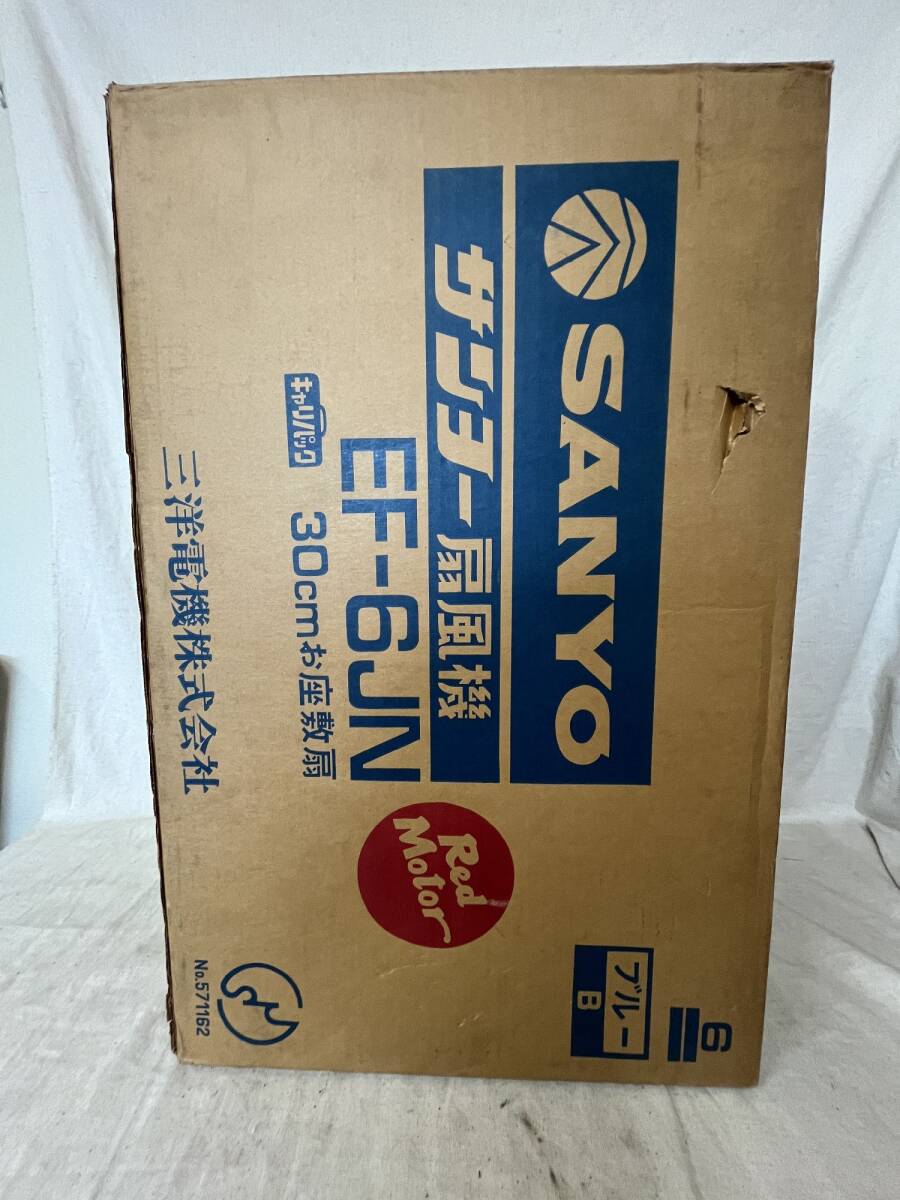 SANYO
サンヨー扇風機
EF-6JN
キャリパック
30cmお座敷扇
三洋電機株式会社
Red
Motor
6
ブルー
B
No.571162